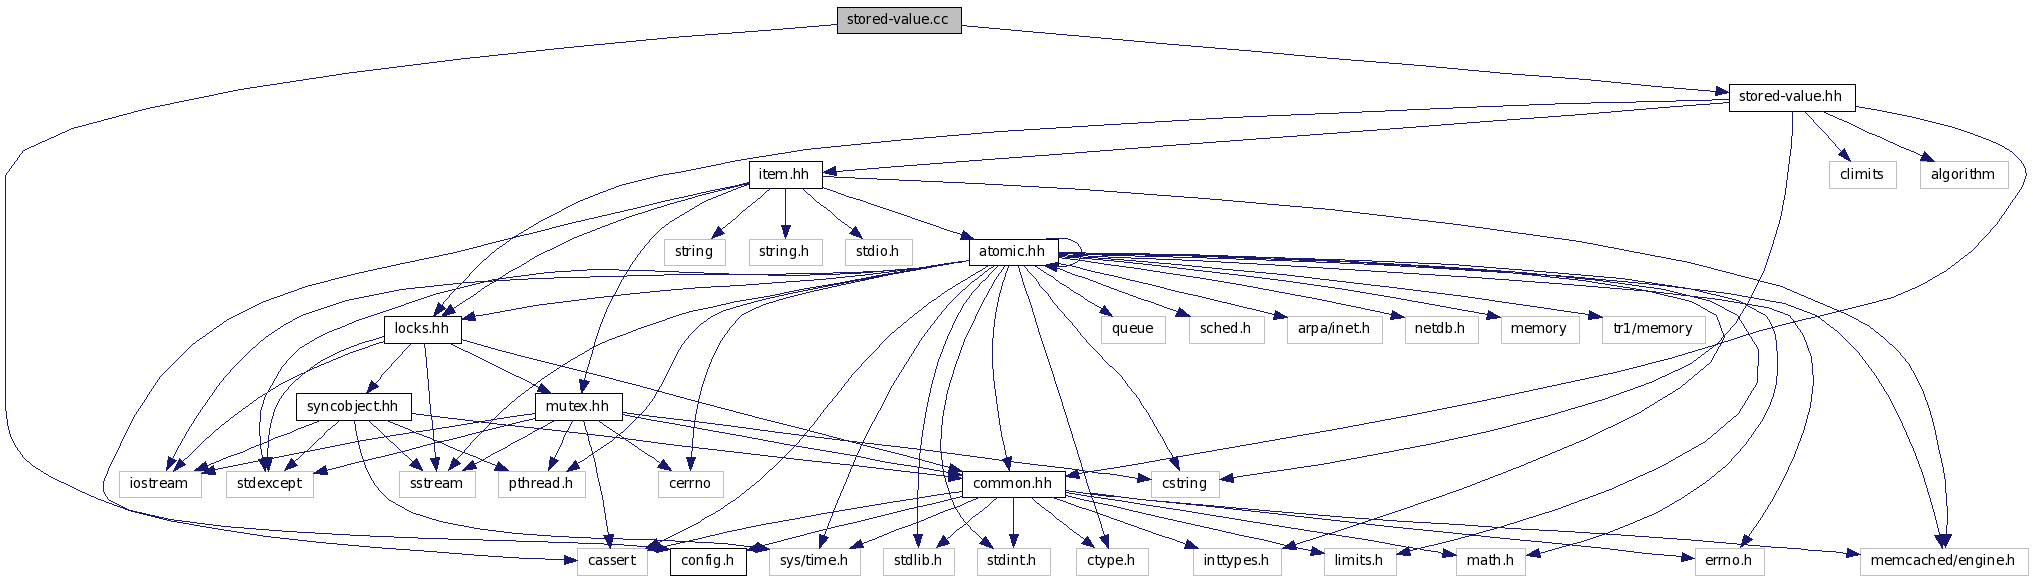 stored-value.cc
stored-value.hh
item.hh
climits
algorithm
string
string.h
stdio.h
atomic.hh
locks.hh
queue
sched.h
arpa/inet.h
netdb.h
memory
tr1/memory
syncobject.hh
mutex.hh
iostream
stdexcept
sstream
pthread.h
cerrno
common.hh
cstring
cassert
config.h
sys/time.h
stdlib.h
stdint.h
ctype.h
inttypes.h
limits.h
math.h
errno.h
memcached/engine.h